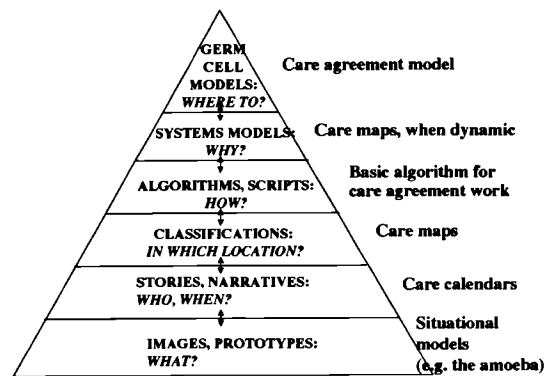 GERM
CELL
MODELS:
WHERE TO?
Care agreement model
SYSTEMS MODELS:
WHY?
Care maps, when dynamic
ALGORITHMS, SCRIPTS:
HOW?
Basic algorithm for
care agreement work
CLASSIFICATIONS:
IN WHICH LOCATION?
Care maps
STORIES, NARRATIVES:
WHO, WHEN?
Care calendars
IMAGES, PROTOTYPES:
WHAT?
Situational
models
(e.g. the amoeba)